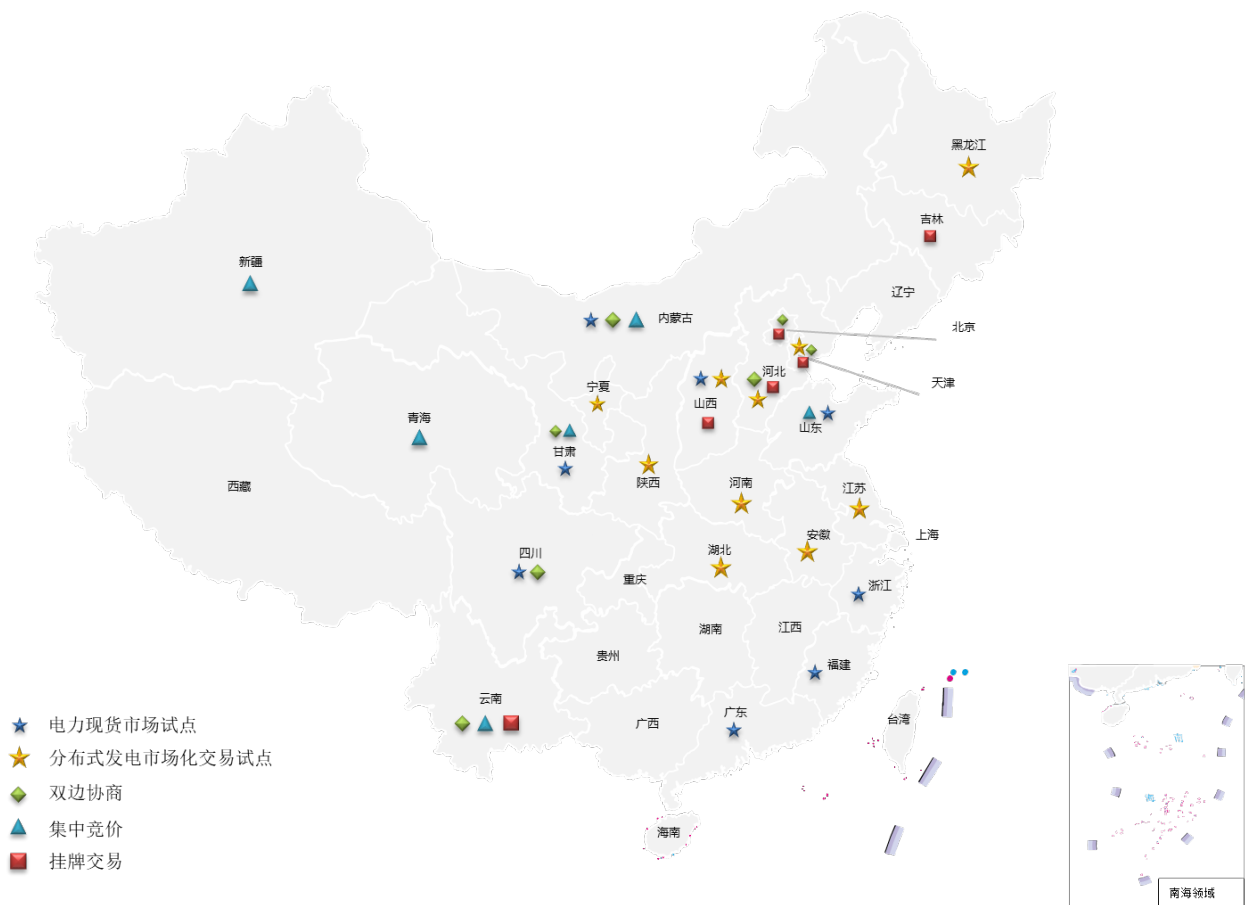 黑龙江
吉林
新疆
辽宁
内蒙古
北京
河北
天津
宁夏
山西
青海
山东
甘肃
西藏
陕西
河南
江苏
安徽
上海
四川
湖北
重庆
浙江
湖南
江西
贵州
福建
云南
广西
广东
台湾
海南
电力现货市场试点
分布式发电市场化交易试点
双边协商
集中竞价
挂牌交易
南
海
南海领域